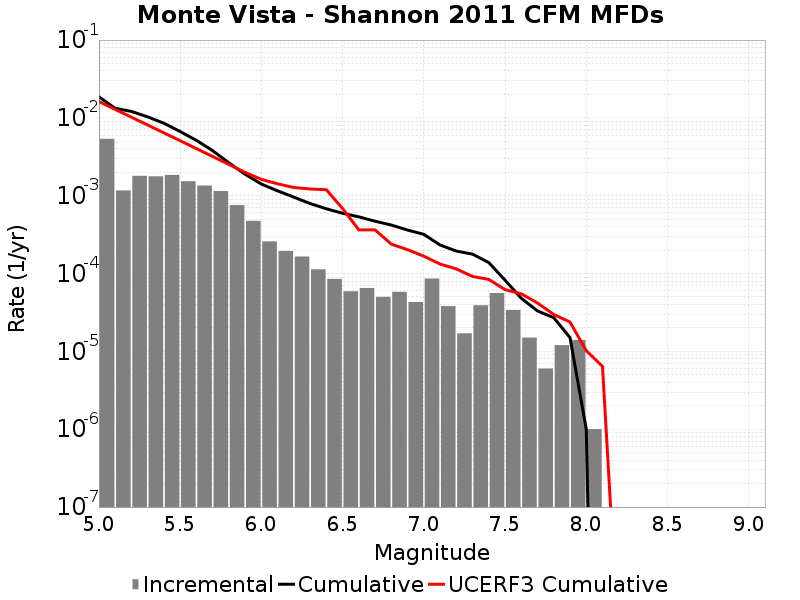 Monte Vista - Shannon 2011 CFM MFDs
10-1
10-2
10-3
10-4
10-5
10-6
10-7
Rate (1/yr)
5.0 5.5 6.0 6.5 7.0 7.5 8.0 8.5 9.0
Magnitude
Incremental Cumulative UCERF3 Cumulative